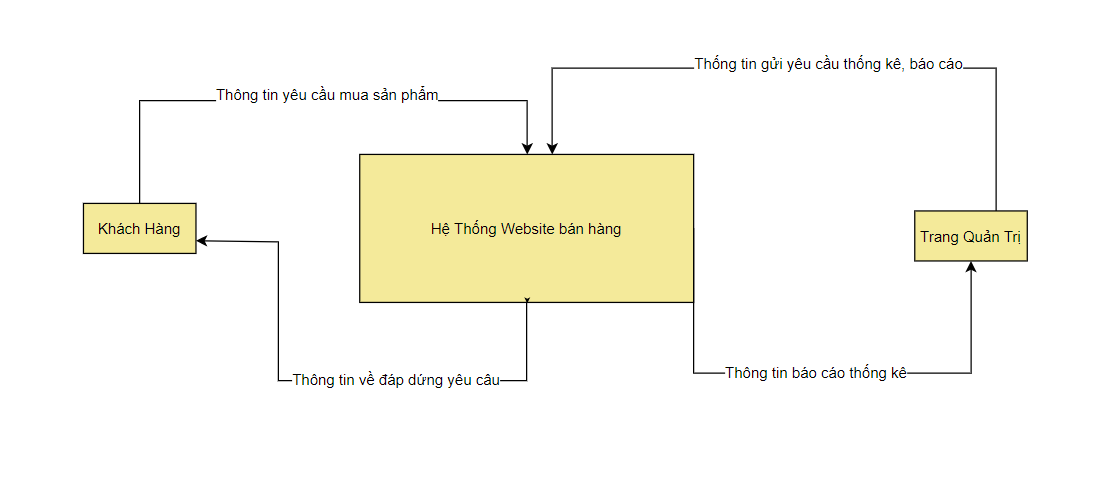 Thống tin gửi yêu cầu thống kê, báo cáo
Thông tin yêu cầu mua sản phẩm
Khách Hàng
Hệ Thống Website bán hàng
Trang Quản Trị
Thông tin về đáp dứng yêu câu
Thông tin báo cáo thống kê